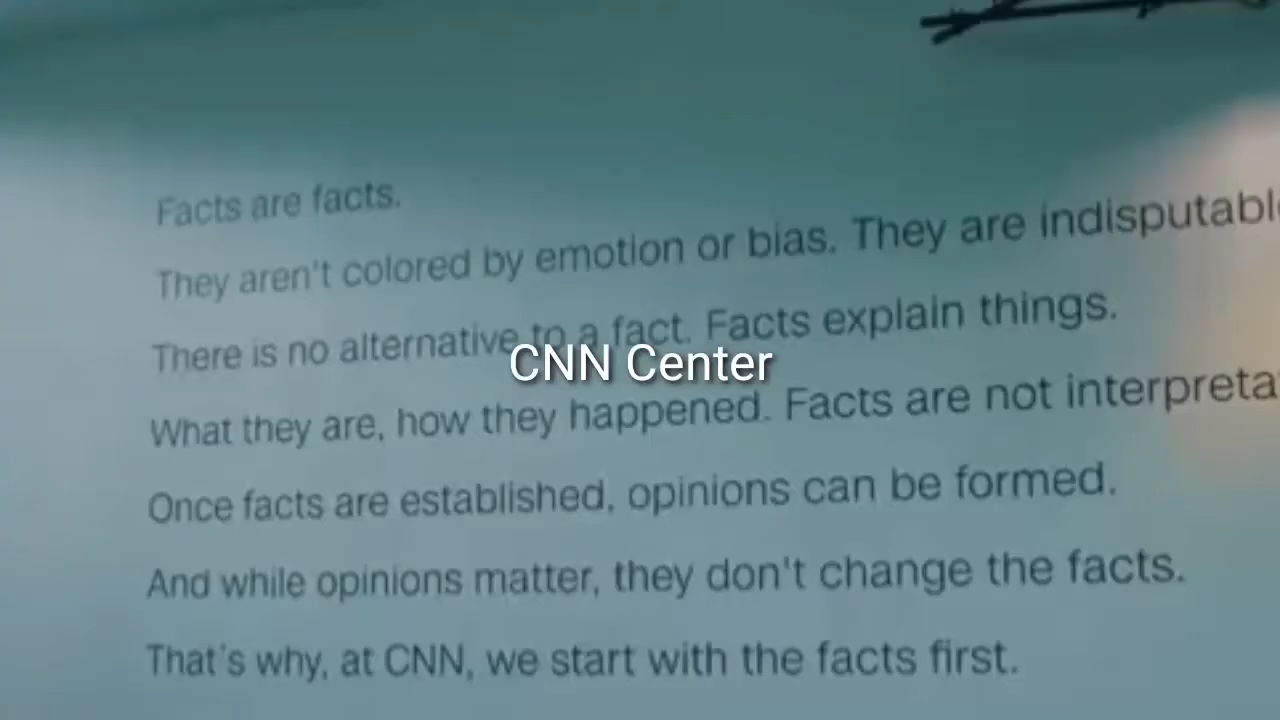 Facts are facts.
They aren't colored by emotion or bias. They are
There is no alternative to a fact. Facts explain things.
CNN Center
What they are, how they happened. Facts are not
Once facts are established, opinions can be formed.
And while opinions matter, they don't change the facts.
That's why, at CNN, we start with the facts first.